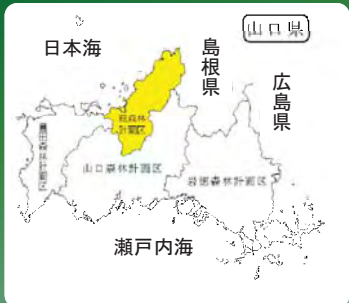 山口県
日本海
島根県
広島県
萩森林
計画区
豊田森林計画区
山口森林計画区
岩徳森林計画区
瀬戸内海